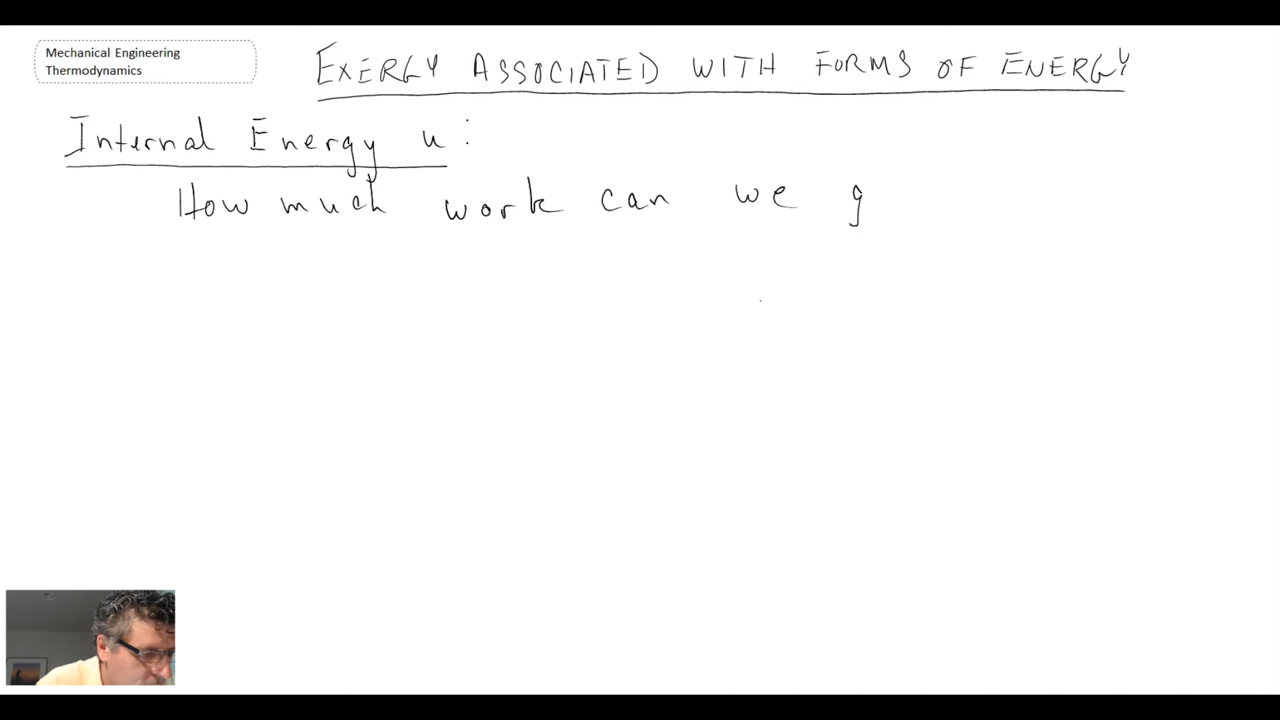 Mechanical Engineering
Thermodynamics
EXERGY ASSOCIATED WITH FORMS OF ENERGY
Internal Energy u:
How much work can we g